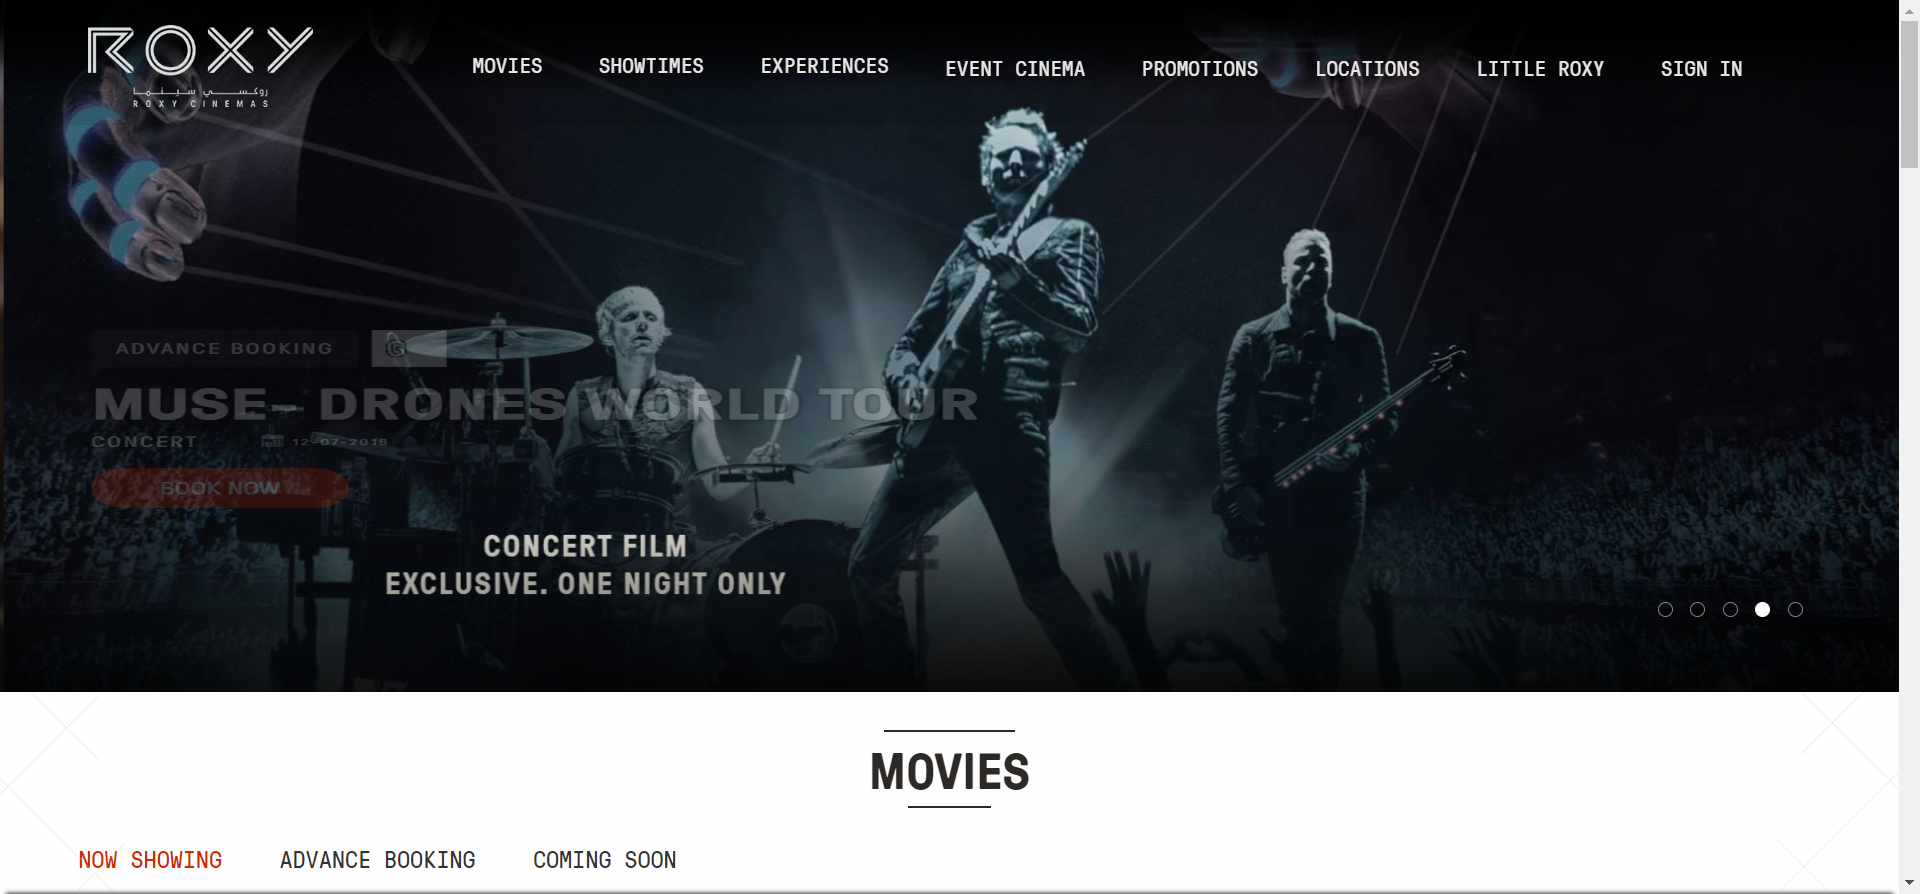 ROXY
روكسي سينما
ROXY CINEMAS
MOVIES
SHOWTIMES
EXPERIENCES
EVENT CINEMA
PROMOTIONS
LOCATIONS
LITTLE ROXY
SIGN IN
ADVANCE BOOKING
G
MUSE- DRONES WORLD TOUR
CONCERT
12-07-2018
BOOK NOW
CONCERT FILM
EXCLUSIVE. ONE NIGHT ONLY
MOVIES
NOW SHOWING
ADVANCE BOOKING
COMING SOON